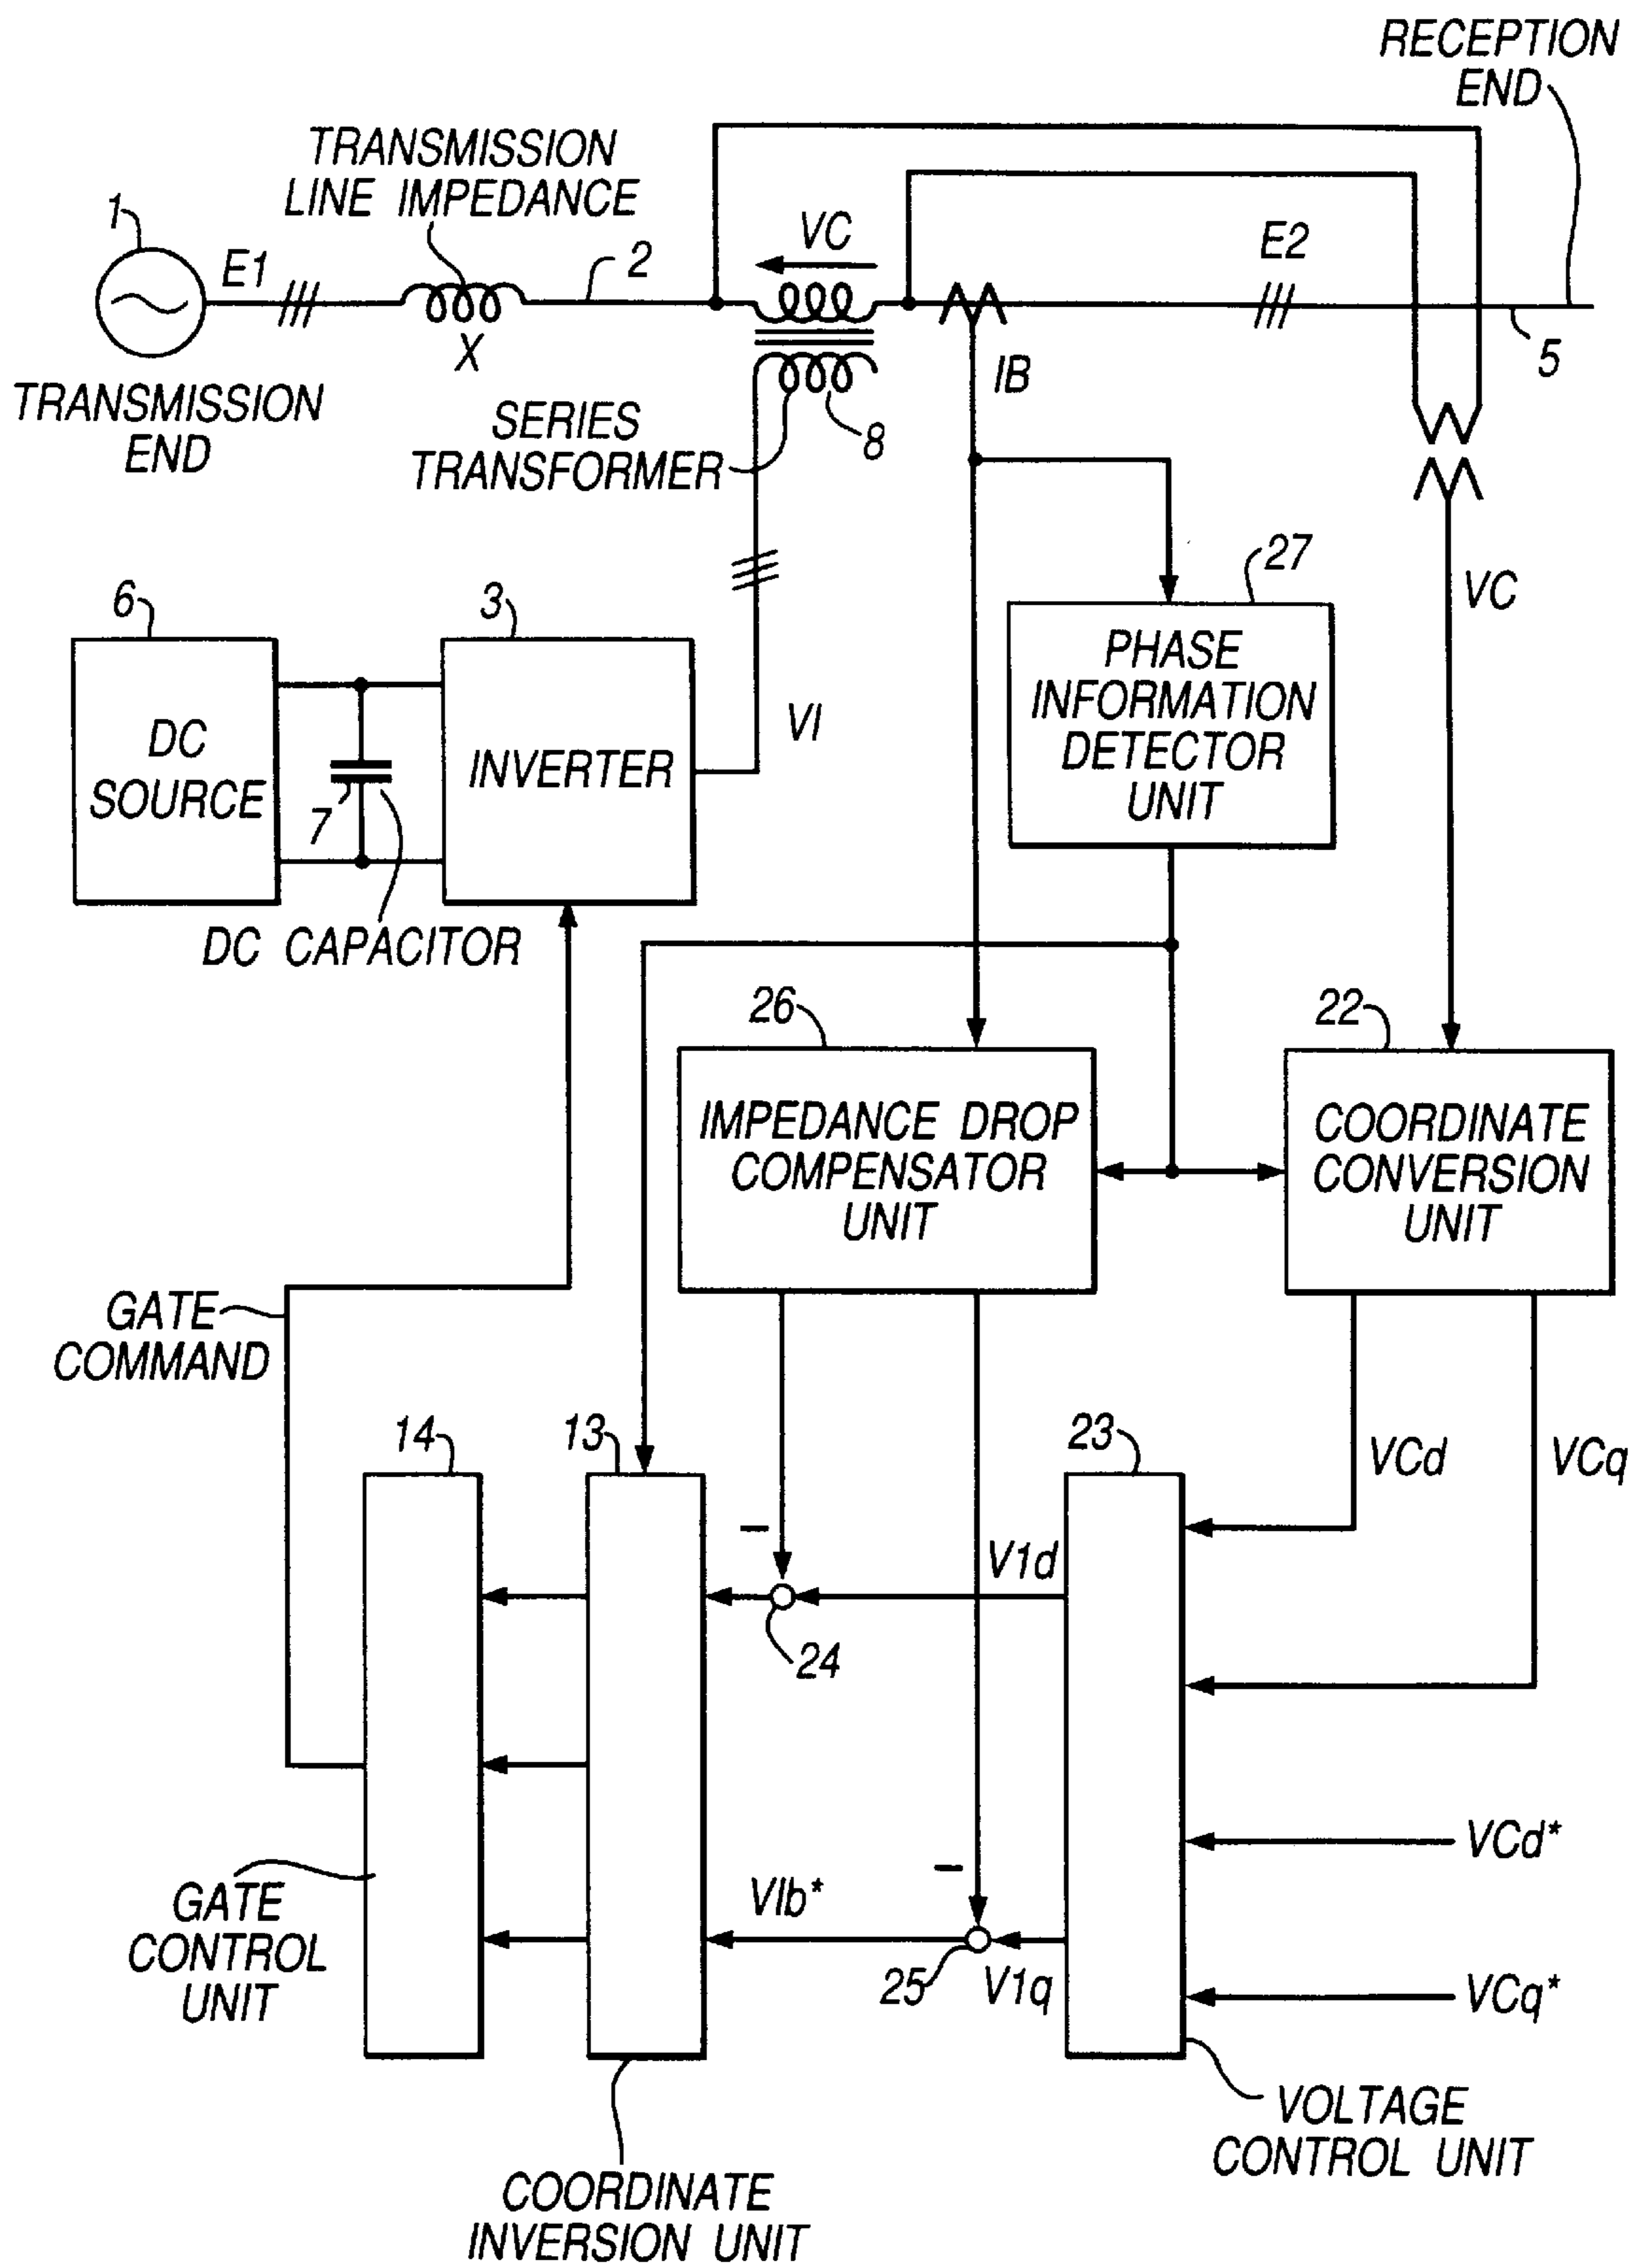 RECEPTION
END
TRANSMISSION
LINE IMPEDANCE
1
E1
2
VC
E2
X
IB
5
TRANSMISSION
END
SERIES
TRANSFORMER
8
27
VC
6
3
PHASE
INFORMATION
DETECTOR
UNIT
DC
SOURCE
7
INVERTER
VI
DC CAPACITOR
26
22
IMPEDANCE DROP
COMPENSATOR
UNIT
COORDINATE
CONVERSION
UNIT
GATE
COMMAND
14
13
23
VCd
VCq
–
V1d
24
VCd*
–
VIb*
GATE
CONTROL
UNIT
25
V1q
VCq*
VOLTAGE
CONTROL UNIT
COORDINATE
INVERSION UNIT